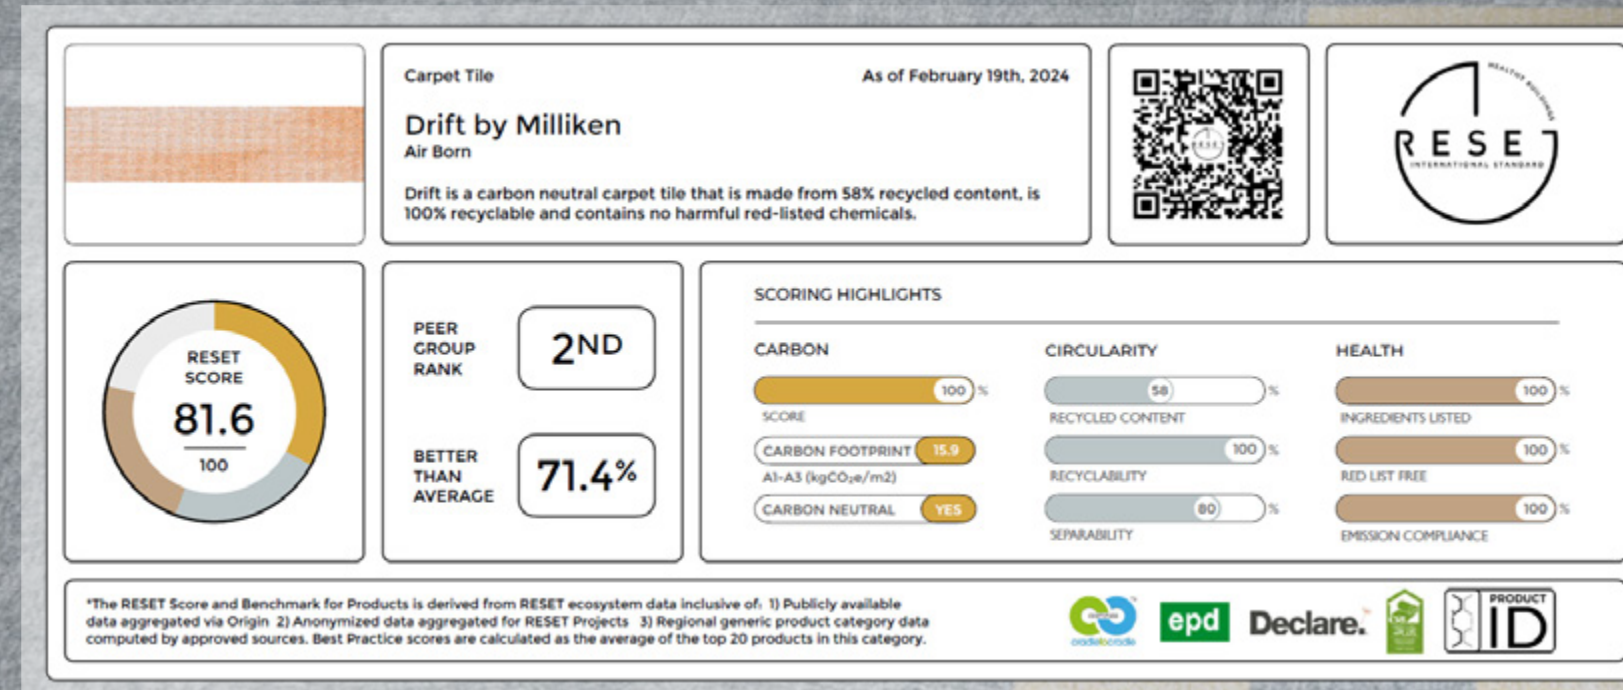 Carpet Tile
As of February 19th, 2024
Drift by Milliken
Air Born
Drift is a carbon neutral carpet tile that is made from 58% recycled content, is
100% recyclable and contains no harmful red-listed chemicals.
HEALTHY BUILDINGS
RESET
INTERNATIONAL STANDARD
RESET
SCORE
81.6
100
PEER
GROUP
RANK
2ND
BETTER
THAN
AVERAGE
71.4%
SCORING HIGHLIGHTS
CARBON
100 %
SCORE
CARBON FOOTPRINT 15.9
A1-A3 (kgCO₂e/m2)
CARBON NEUTRAL YES
CIRCULARITY
58 %
RECYCLED CONTENT
100 %
RECYCLABILITY
80 %
SEPARABILITY
HEALTH
100 %
INGREDIENTS LISTED
100 %
RED LIST FREE
100 %
EMISSION COMPLIANCE
*The RESET Score and Benchmark for Products is derived from RESET ecosystem data inclusive of: 1) Publicly available
data aggregated via Origin 2) Anonymized data aggregated for RESET Projects 3) Regional generic product category data
computed by approved sources. Best Practice scores are calculated as the average of the top 20 products in this category.
cradletocradle
epd
Declare.
PRODUCT
ID